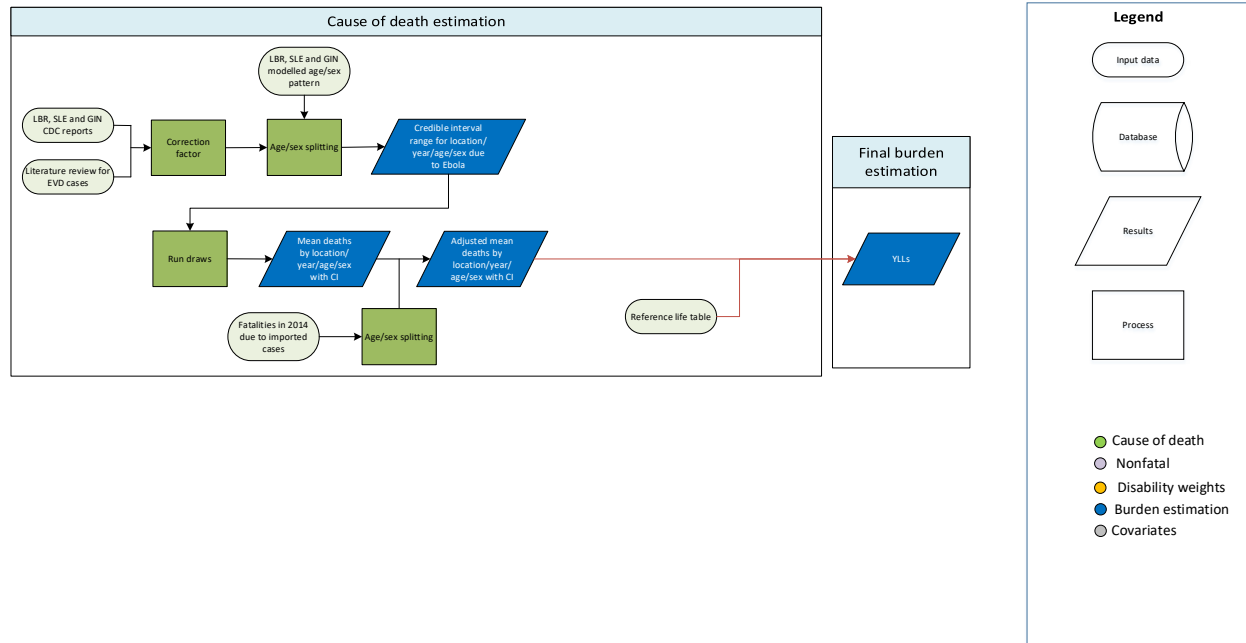 Cause of death estimation
LBR, SLE and GIN
modelled age/sex
pattern
LBR, SLE and GIN
CDC reports
Literature review for
EVD cases
Correction
factor
Age/sex splitting
Credible interval
range for location/
year/age/sex due
to Ebola
Run draws
Mean deaths
by location/
year/age/sex
with CI
Adjusted mean
deaths by
location/year/
age/sex with CI
Fatalities in 2014
due to imported
cases
Age/sex splitting
Reference life table
Final burden
estimation
YLLs
Legend
Input data
Database
Results
Process
Cause of death
Nonfatal
Disability weights
Burden estimation
Covariates